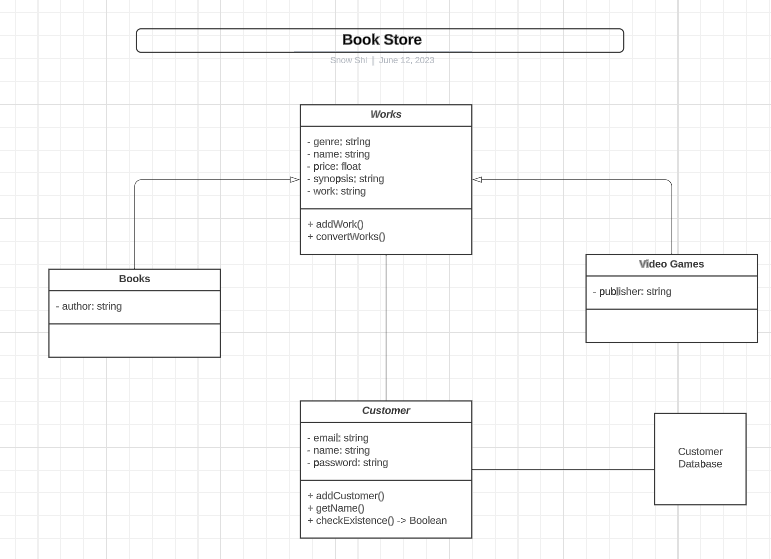 Book Store
Snow Shi | June 12, 2023
Works
- genre: string
- name: string
- price: float
- synopsis: string
- work: string
+ addWork()
+ convertWorks()
Books
- author: string
Video Games
- publisher: string
Customer
- email: string
- name: string
- password: string
+ addCustomer()
+ getName()
+ checkExistence() -> Boolean
Customer
Database